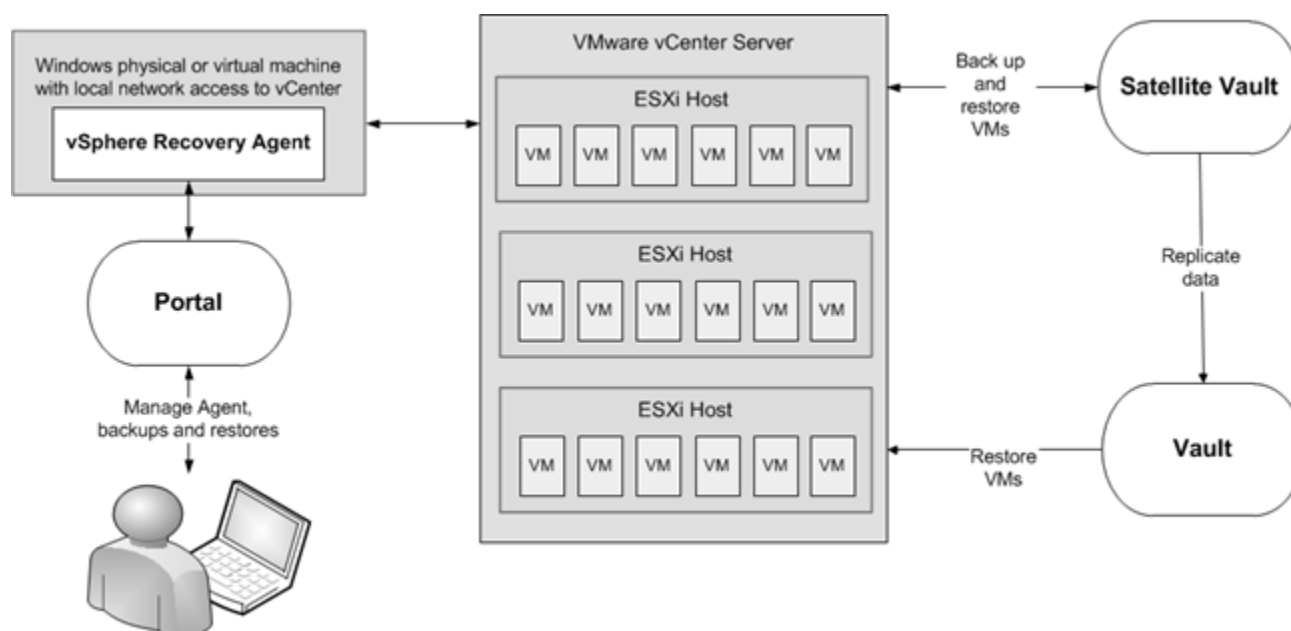 Windows physical or virtual machine
with local network access to vCenter
vSphere Recovery Agent
Portal
Manage Agent,
backups and restores
VMware vCenter Server
ESXi Host
VM VM VM VM VM VM
ESXi Host
VM VM VM VM VM VM
ESXi Host
VM VM VM VM VM VM
Back up
and
restore
VMs
Satellite Vault
Replicate
data
Vault
Restore
VMs